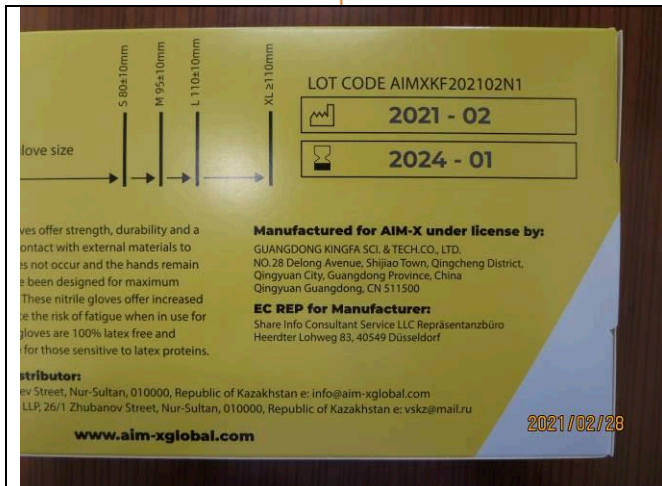 S 80±10mm
M 95±10mm
L 110±10mm
XL ≥110mm
love size
LOT CODE AIMXKF202102N1
2021 - 02
2024 - 01
ves offer strength, durability and a
ontact with external materials to
es not occur and the hands remain
e been designed for maximum
These nitrile gloves offer increased
e the risk of fatigue when in use for
gloves are 100% latex free and
for those sensitive to latex proteins.
Manufactured for AIM-X under license by:
GUANGDONG KINGFA SCI. & TECH.CO., LTD.
NO.28 Delong Avenue, Shijiao Town, Qingcheng District,
Qingyuan City, Guangdong Province, China
Qingyuan Guangdong, CN 511500
EC REP for Manufacturer:
Share Info Consultant Service LLC Repräsentanzbüro
Heerdter Lohweg 83, 40549 Düsseldorf
stributor:
ev Street, Nur-Sultan, 010000, Republic of Kazakhstan e: info@aim-xglobal.com
LLP, 26/1 Zhubanov Street, Nur-Sultan, 010000, Republic of Kazakhstan e: vskz@mail.ru
www.aim-xglobal.com
2021/02/28